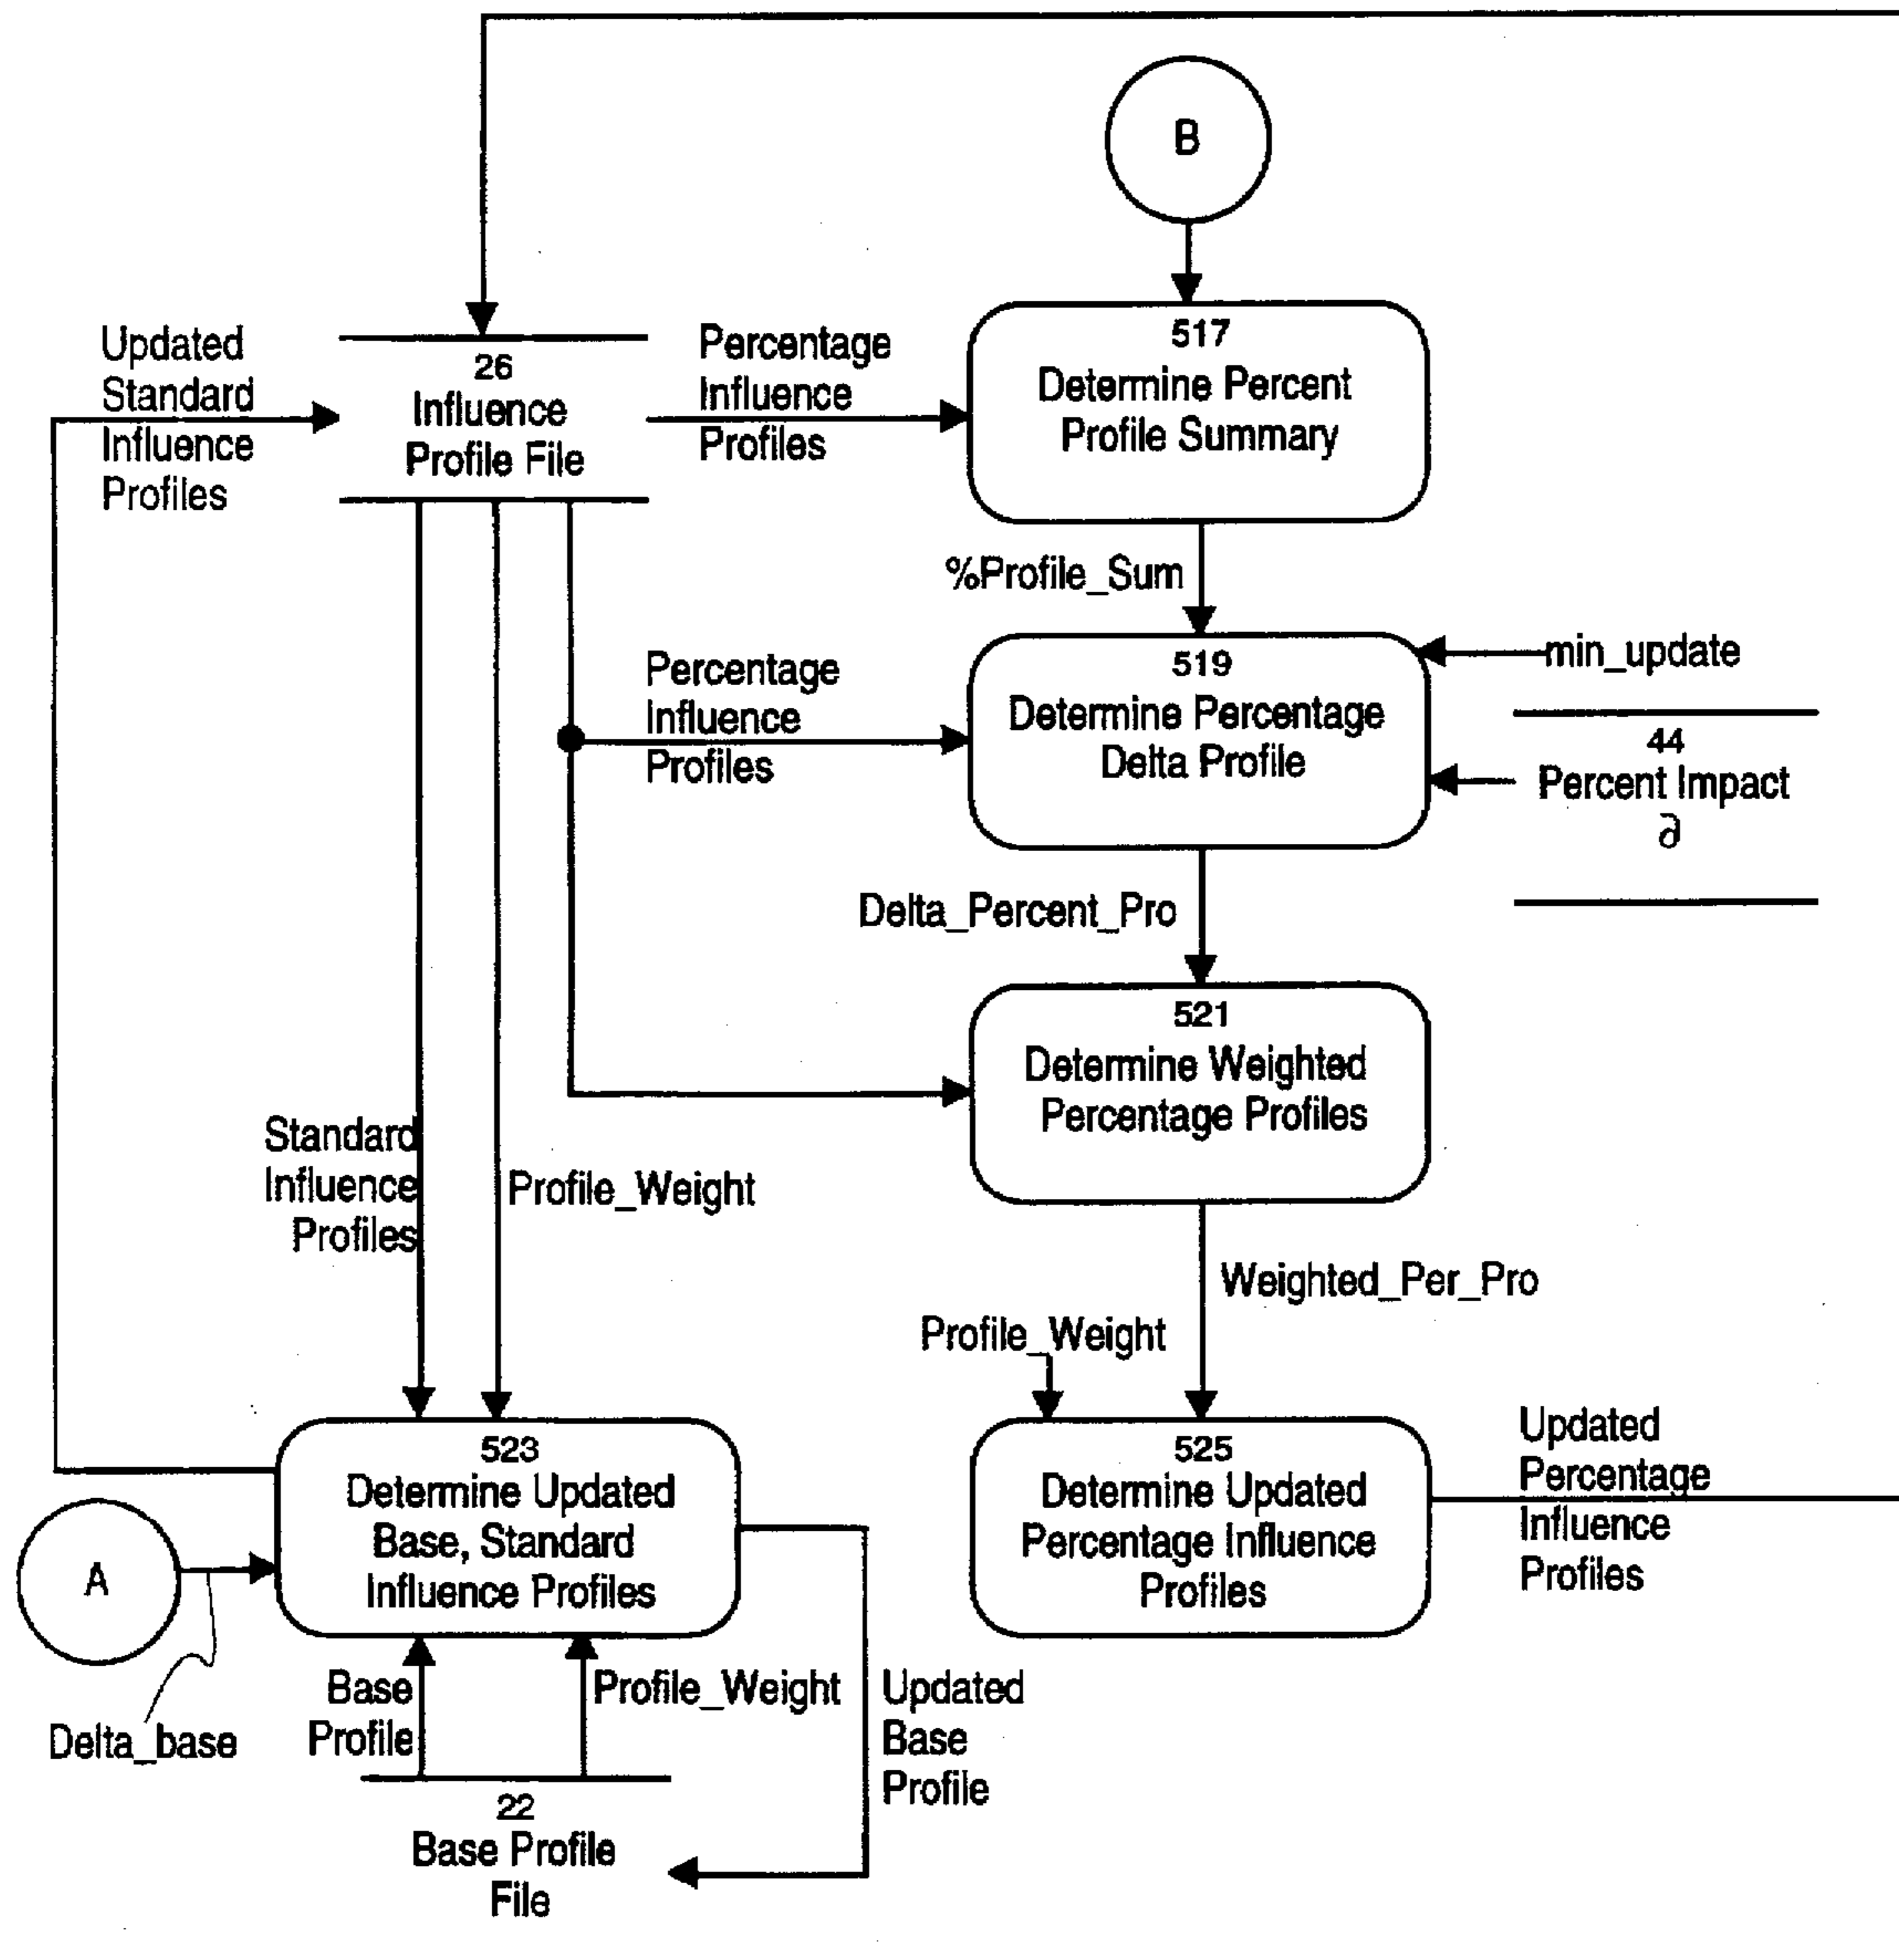 B
Updated
Standard
Influence
Profiles
26
Influence
Profile File
Percentage
Influence
Profiles
517
Determine Percent
Profile Summary
%Profile_Sum
Percentage
Influence
Profiles
519
Determine Percentage
Delta Profile
min_update
44
Percent Impact
∂
Delta_Percent_Pro
521
Determine Weighted
Percentage Profiles
Standard
Influence
Profiles
Profile_Weight
Weighted_Per_Pro
Profile_Weight
523
Determine Updated
Base, Standard
Influence Profiles
525
Determine Updated
Percentage Influence
Profiles
Updated
Percentage
Influence
Profiles
A
Delta_base
Base
Profile
Profile_Weight
Updated
Base
Profile
22
Base Profile
File